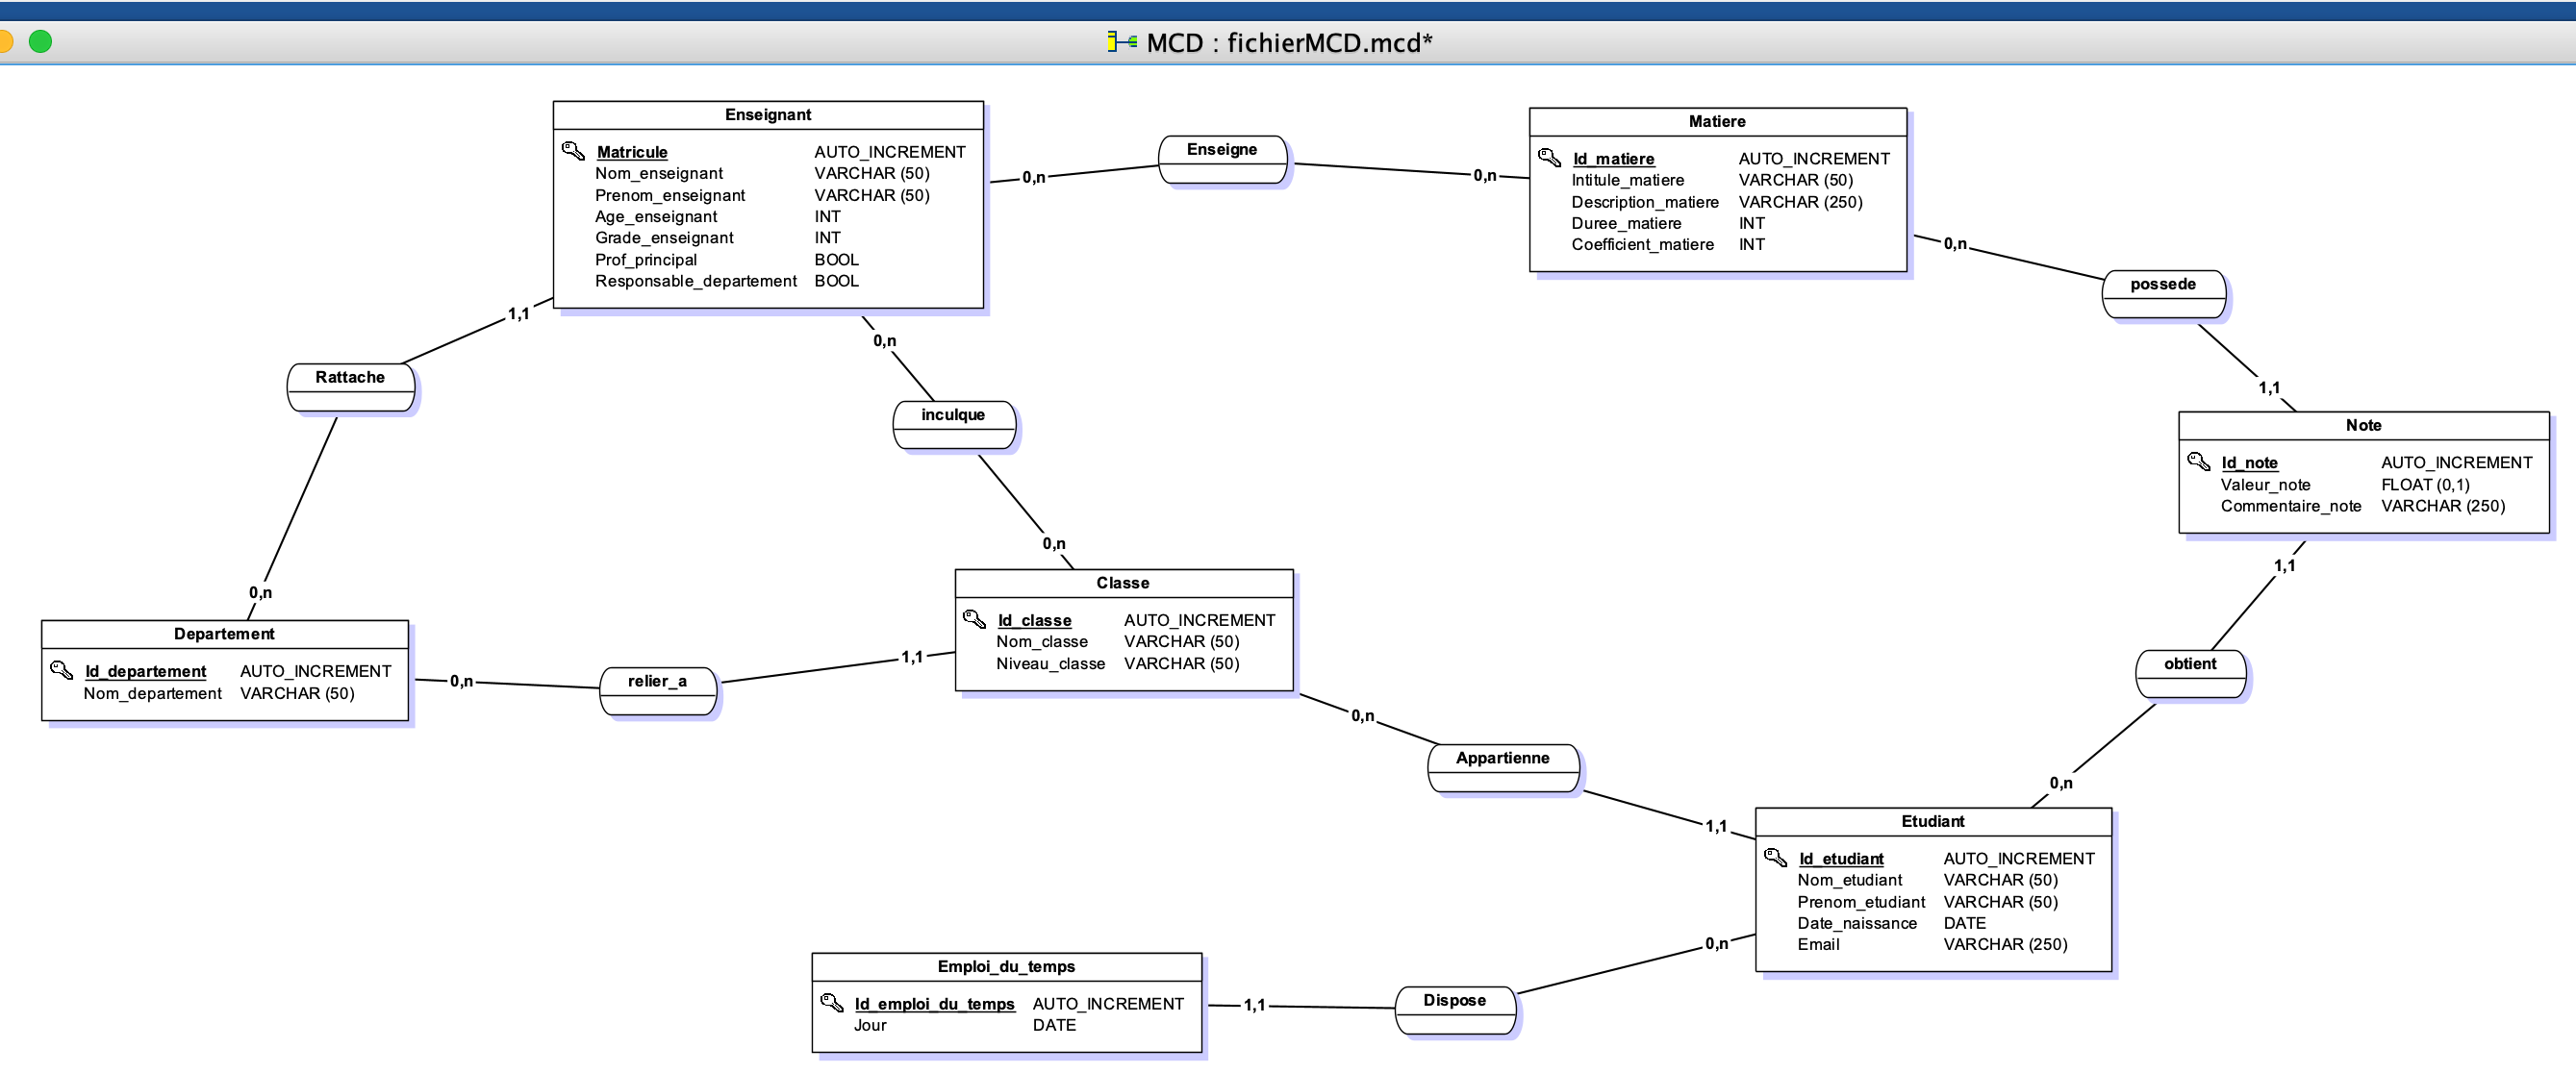 MCD : fichierMCD.mcd*
Enseignant
Matricule AUTO_INCREMENT
Nom_enseignant VARCHAR (50)
Prenom_enseignant VARCHAR (50)
Age_enseignant INT
Grade_enseignant INT
Prof_principal BOOL
Responsable_departement BOOL
0,n
Enseigne
0,n
Matiere
Id_matiere AUTO_INCREMENT
Intitule_matiere VARCHAR (50)
Description_matiere VARCHAR (250)
Duree_matiere INT
Coefficient_matiere INT
0,n
possede
1,1
1,1
Rattache
0,n
0,n
inculque
0,n
Note
Id_note AUTO_INCREMENT
Valeur_note FLOAT (0,1)
Commentaire_note VARCHAR (250)
1,1
obtient
0,n
Departement
Id_departement AUTO_INCREMENT
Nom_departement VARCHAR (50)
0,n
relier_a
1,1
Classe
Id_classe AUTO_INCREMENT
Nom_classe VARCHAR (50)
Niveau_classe VARCHAR (50)
0,n
Appartienne
1,1
Etudiant
Id_etudiant AUTO_INCREMENT
Nom_etudiant VARCHAR (50)
Prenom_etudiant VARCHAR (50)
Date_naissance DATE
Email VARCHAR (250)
0,n
Dispose
1,1
Emploi_du_temps
Id_emploi_du_temps AUTO_INCREMENT
Jour DATE